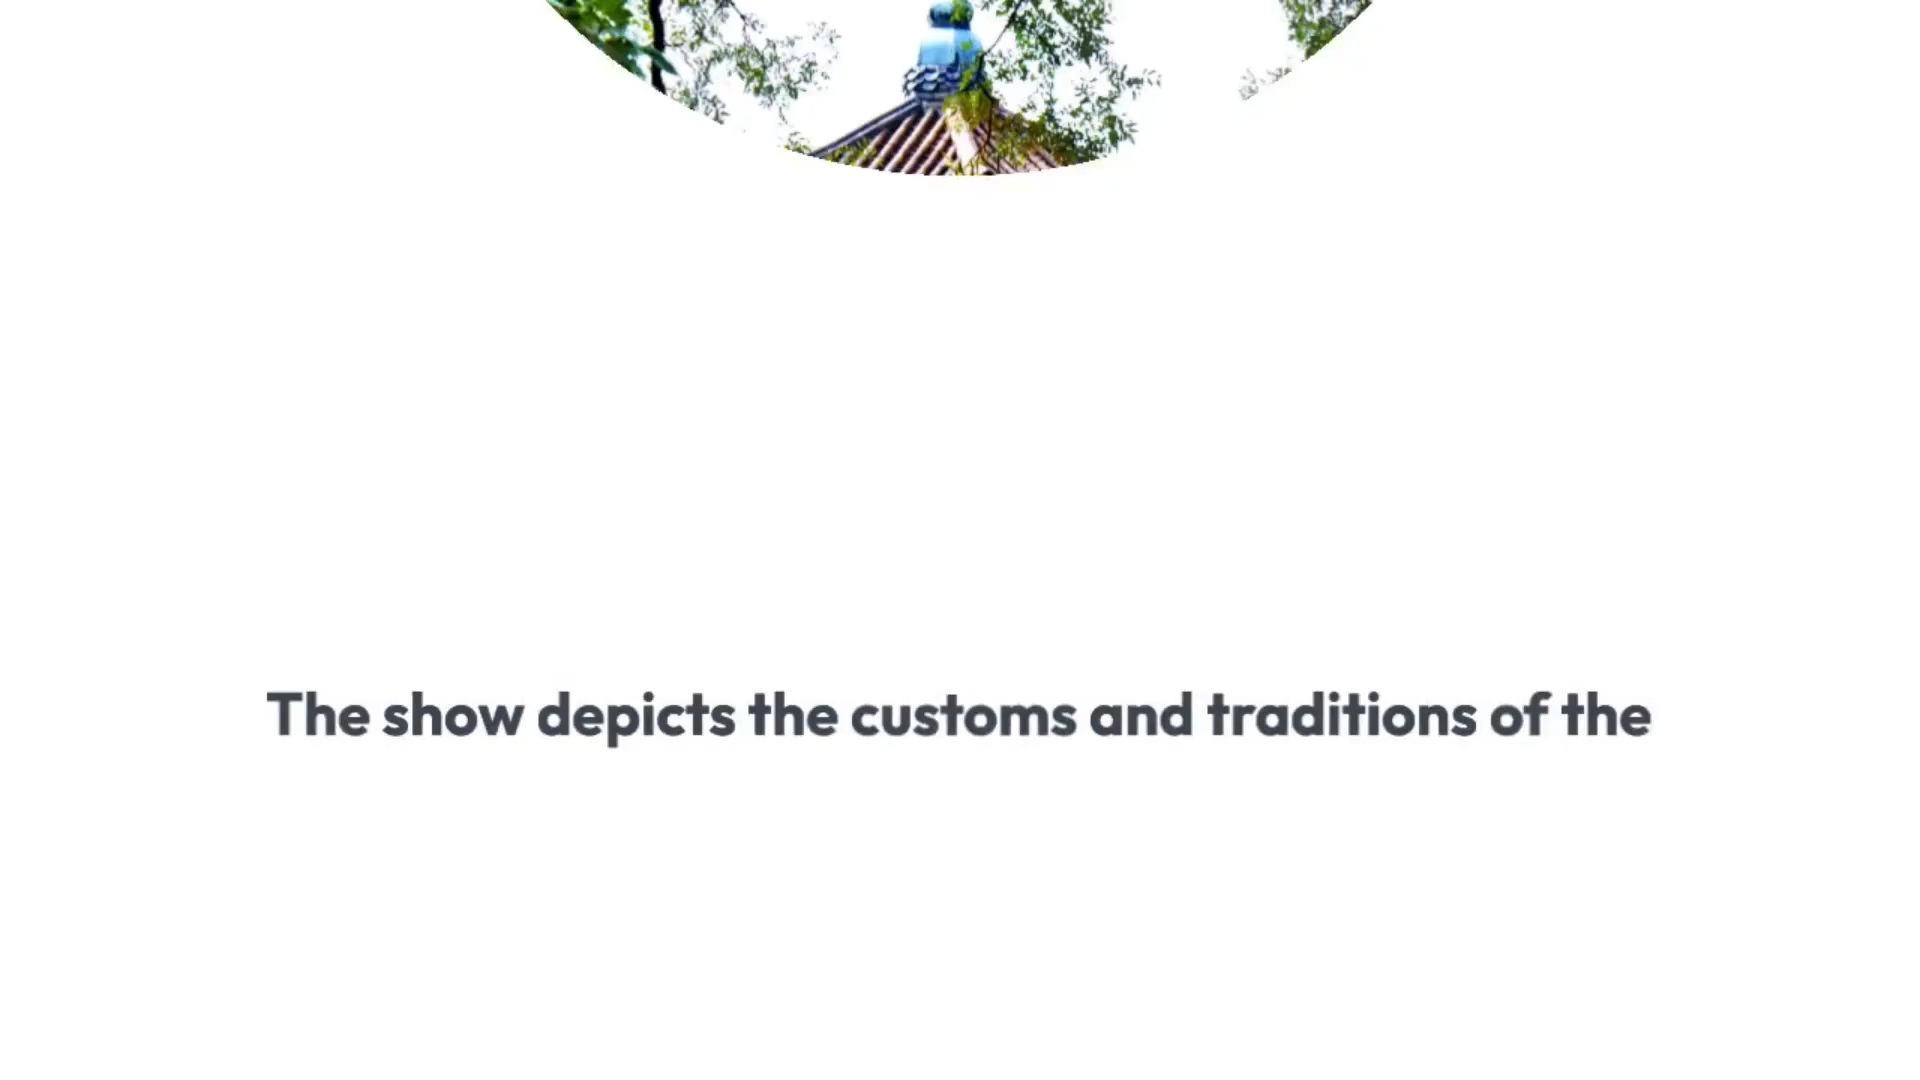 The show depicts the customs and traditions of the